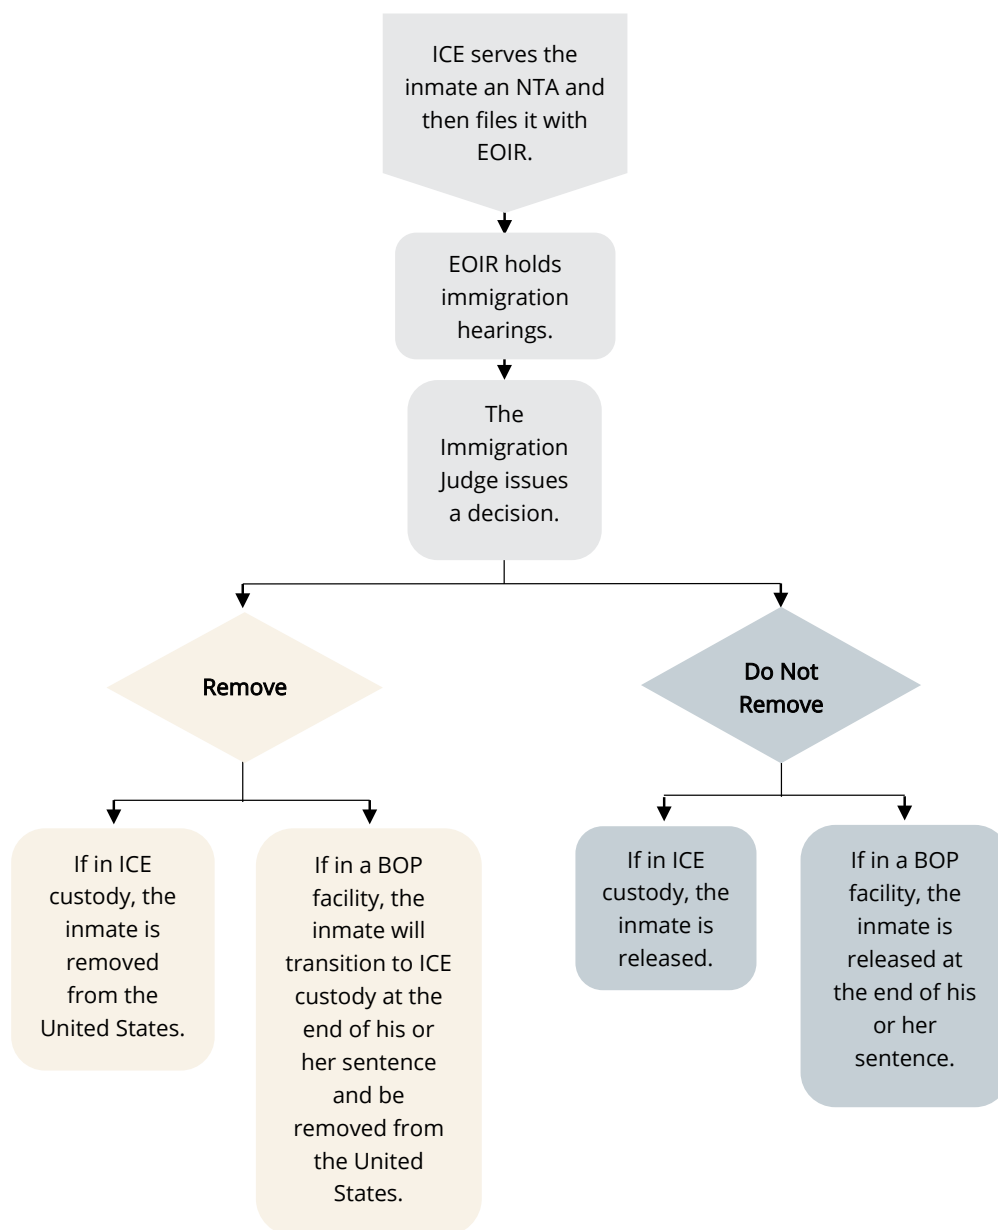 ICE serves the
inmate an NTA and
then files it with
EOIR.
EOIR holds
immigration
hearings.
The
Immigration
Judge issues
a decision.
Remove
Do Not
Remove
If in ICE
custody, the
inmate is
removed
from the
United States.
If in a BOP
facility, the
inmate will
transition to ICE
custody at the
end of his or
her sentence
and be
removed from
the United
States.
If in ICE
custody, the
inmate is
released.
If in a BOP
facility, the
inmate is
released at
the end of his
or her
sentence.